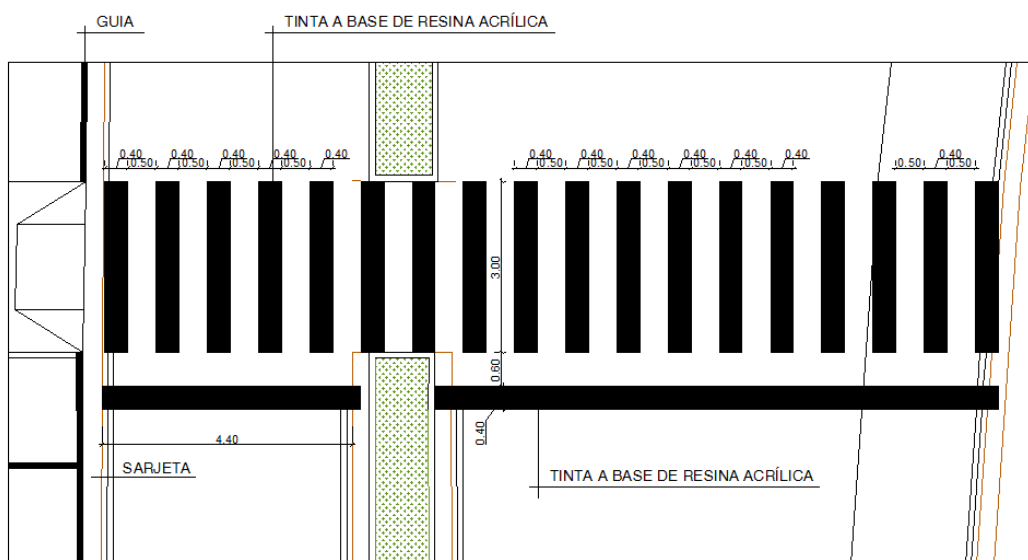 GUIA
TINTA A BASE DE RESINA ACRÍLICA
0.40 0.40 0.40 0.40 0.40
0.50 0.50 0.50 0.50
0.40 0.40 0.40 0.40 0.40 0.40
0.50 0.50 0.50 0.50 0.50
0.40
0.50 0.50
3.00
0.60
0.40
4.40
SARJETA
TINTA A BASE DE RESINA ACRÍLICA